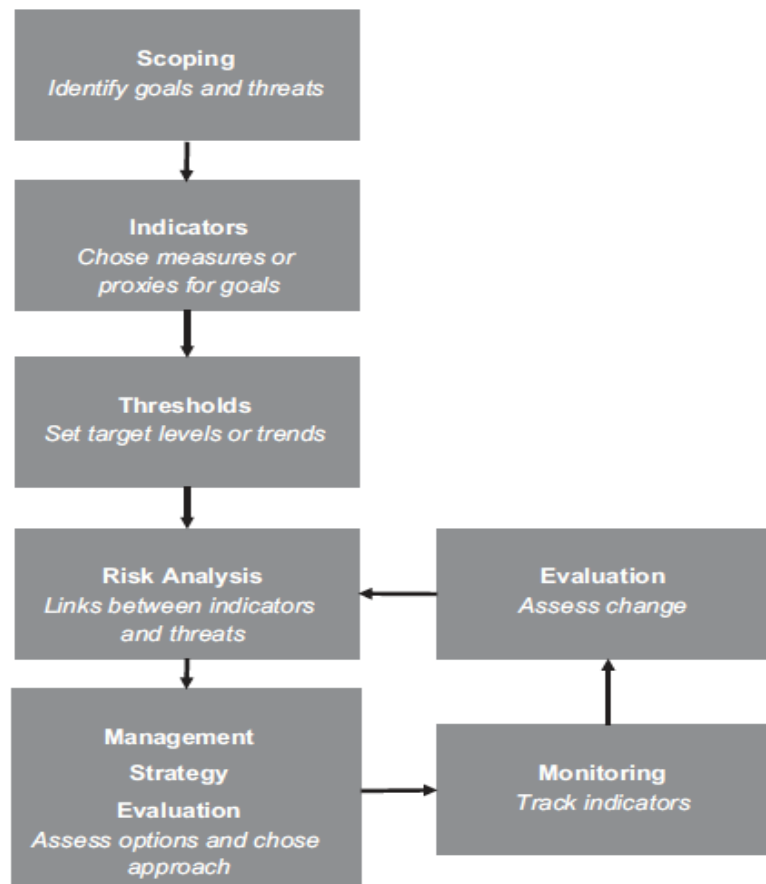 Scoping
Identify goals and threats
Indicators
Chose measures or
proxies for goals
Thresholds
Set target levels or trends
Risk Analysis
Links between indicators
and threats
Evaluation
Assess change
Management
Strategy
Evaluation
Assess options and chose
approach
Monitoring
Track indicators